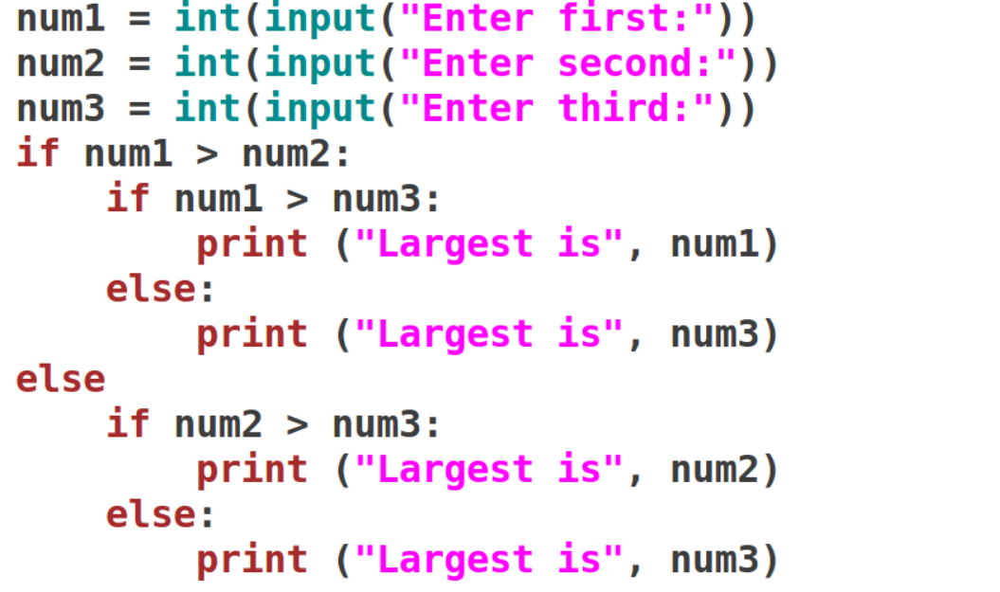 num1 = int(input("Enter first:"))
num2 = int(input("Enter second:"))
num3 = int(input("Enter third:"))
if num1 > num2:
    if num1 > num3:
        print ("Largest is", num1)
    else:
        print ("Largest is", num3)
else
    if num2 > num3:
        print ("Largest is", num2)
    else:
        print ("Largest is", num3)